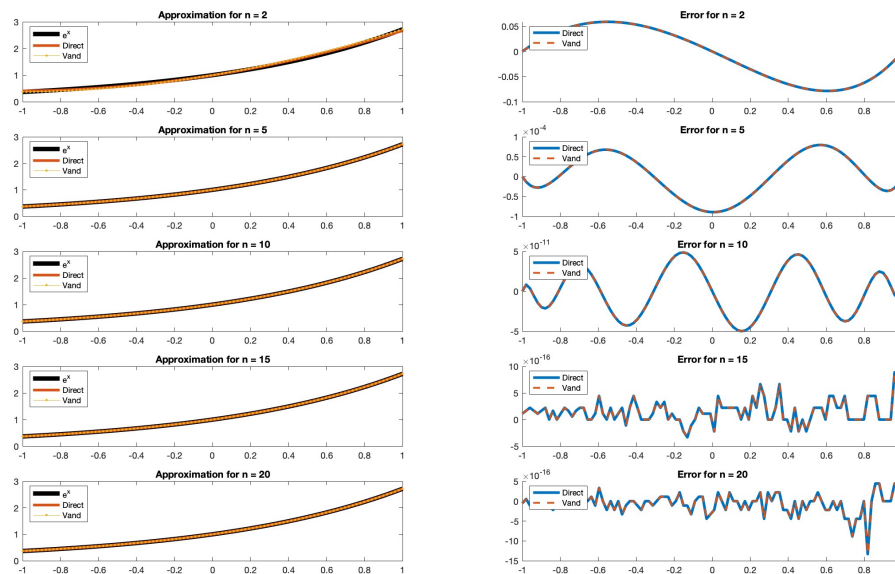 Approximation for n = 2
3
2
1
0
e^x
Direct
Vand
-1 -0.8 -0.6 -0.4 -0.2 0 0.2 0.4 0.6 0.8 1
Error for n = 2
0.05
0
-0.05
-0.1
Direct
Vand
-1 -0.8 -0.6 -0.4 -0.2 0 0.2 0.4 0.6 0.8
Approximation for n = 5
3
2
1
0
e^x
Direct
Vand
-1 -0.8 -0.6 -0.4 -0.2 0 0.2 0.4 0.6 0.8 1
×10^-4
Error for n = 5
1
0.5
0
-0.5
-1
Direct
Vand
-1 -0.8 -0.6 -0.4 -0.2 0 0.2 0.4 0.6 0.8
Approximation for n = 10
3
2
1
0
e^x
Direct
Vand
-1 -0.8 -0.6 -0.4 -0.2 0 0.2 0.4 0.6 0.8 1
×10^-11
Error for n = 10
5
0
-5
Direct
Vand
-1 -0.8 -0.6 -0.4 -0.2 0 0.2 0.4 0.6 0.8
Approximation for n = 15
3
2
1
0
e^x
Direct
Vand
-1 -0.8 -0.6 -0.4 -0.2 0 0.2 0.4 0.6 0.8 1
×10^-16
Error for n = 15
10
5
0
-5
Direct
Vand
-1 -0.8 -0.6 -0.4 -0.2 0 0.2 0.4 0.6 0.8
Approximation for n = 20
3
2
1
0
e^x
Direct
Vand
-1 -0.8 -0.6 -0.4 -0.2 0 0.2 0.4 0.6 0.8 1
×10^-16
Error for n = 20
5
0
-5
-10
-15
Direct
Vand
-1 -0.8 -0.6 -0.4 -0.2 0 0.2 0.4 0.6 0.8